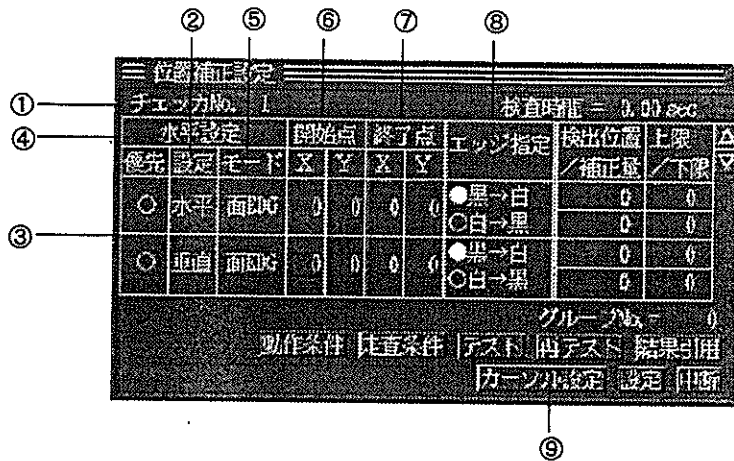 ② ⑤ ⑥ ⑦ ⑧
位置補正設定
① チェッカNo. 1 検査時間 = 0.00 sec
④ 水平設定 開始点 終了点 エッジ指定 検出位置 上限 △
優先 設定 モード X Y X Y /補正量 /下限 ▽
○ 水平 面EDG 0 0 0 0 ●黒→白 0 0
○白→黒 0 0
③ ○ 垂直 面EDG 0 0 0 0 ●黒→白 0 0
○白→黒 0 0
グループNo.= 0
動作条件 走査条件 テスト 再テスト 結果引用
カーソル設定 設定 中断
⑨